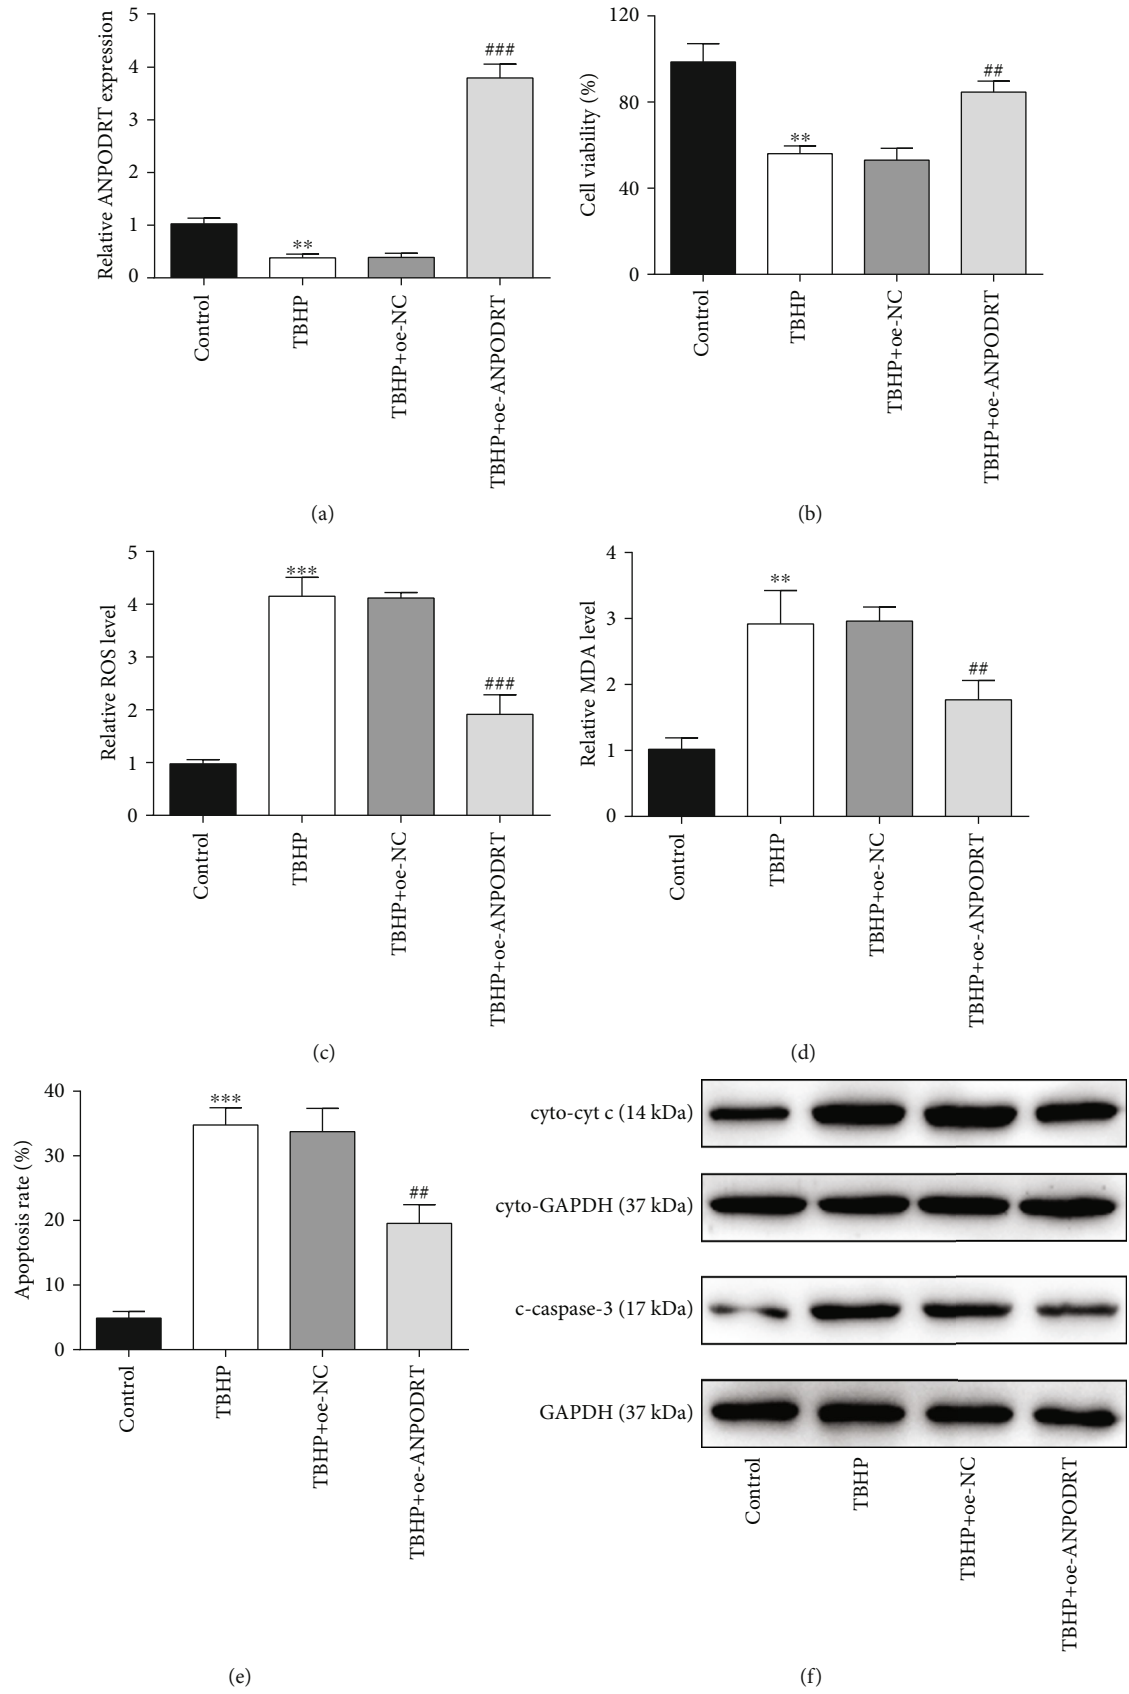 Relative ANPODRT expression
5
4
3
2
1
0
**
###
Control
TBHP
TBHP+oe-NC
TBHP+oe-ANPODRT
(a)
Cell viability (%)
120
80
40
0
**
##
Control
TBHP
TBHP+oe-NC
TBHP+oe-ANPODRT
(b)
Relative ROS level
5
4
3
2
1
0
***
###
Control
TBHP
TBHP+oe-NC
TBHP+oe-ANPODRT
(c)
Relative MDA level
4
3
2
1
0
**
##
Control
TBHP
TBHP+oe-NC
TBHP+oe-ANPODRT
(d)
Apoptosis rate (%)
40
30
20
10
0
***
##
Control
TBHP
TBHP+oe-NC
TBHP+oe-ANPODRT
(e)
cyto-cyt c (14 kDa)
cyto-GAPDH (37 kDa)
c-caspase-3 (17 kDa)
GAPDH (37 kDa)
Control
TBHP
TBHP+oe-NC
TBHP+oe-ANPODRT
(f)